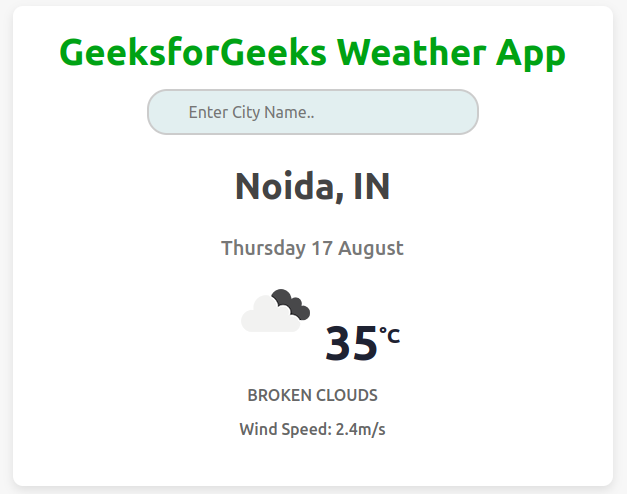 GeeksforGeeks Weather App
Enter City Name..
Noida, IN
Thursday 17 August
35°C
BROKEN CLOUDS
Wind Speed: 2.4m/s